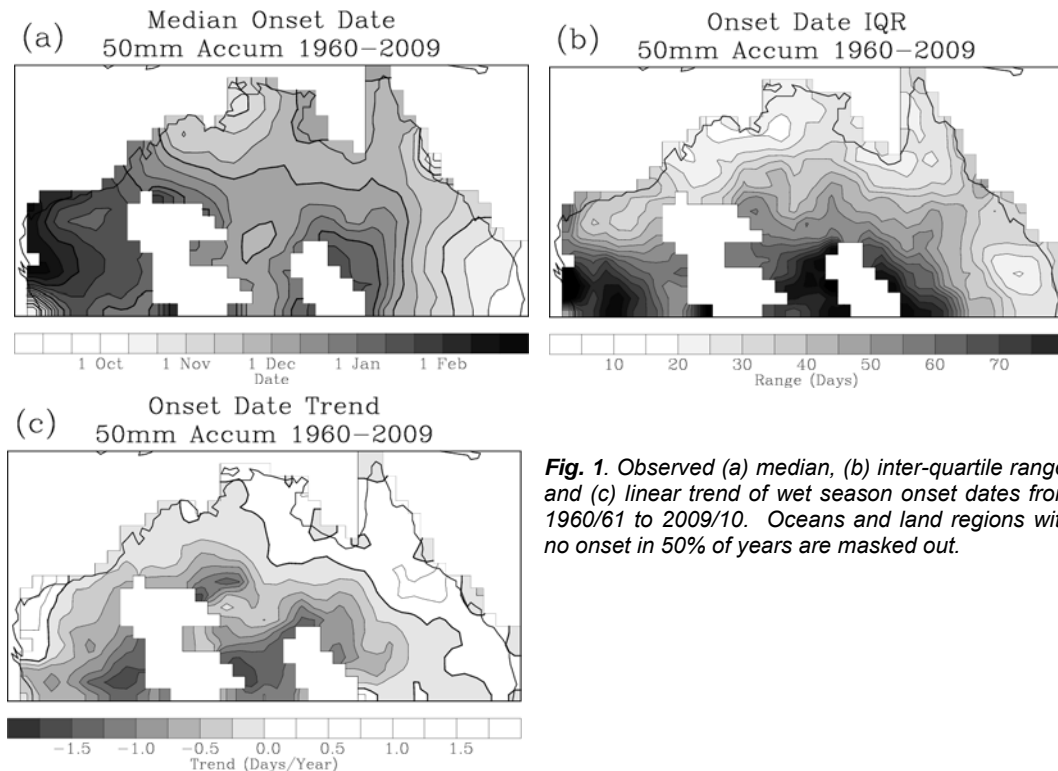 (a)
Median Onset Date
50mm Accum 1960–2009
1 Oct 1 Nov 1 Dec 1 Jan 1 Feb
Date
(b)
Onset Date IQR
50mm Accum 1960–2009
10 20 30 40 50 60 70
Range (Days)
(c)
Onset Date Trend
50mm Accum 1960–2009
−1.5 −1.0 −0.5 0.0 0.5 1.0 1.5
Trend (Days/Year)
Fig. 1. Observed (a) median, (b) inter-quartile range
and (c) linear trend of wet season onset dates
1960/61 to 2009/10. Oceans and land regions
no onset in 50% of years are masked out.